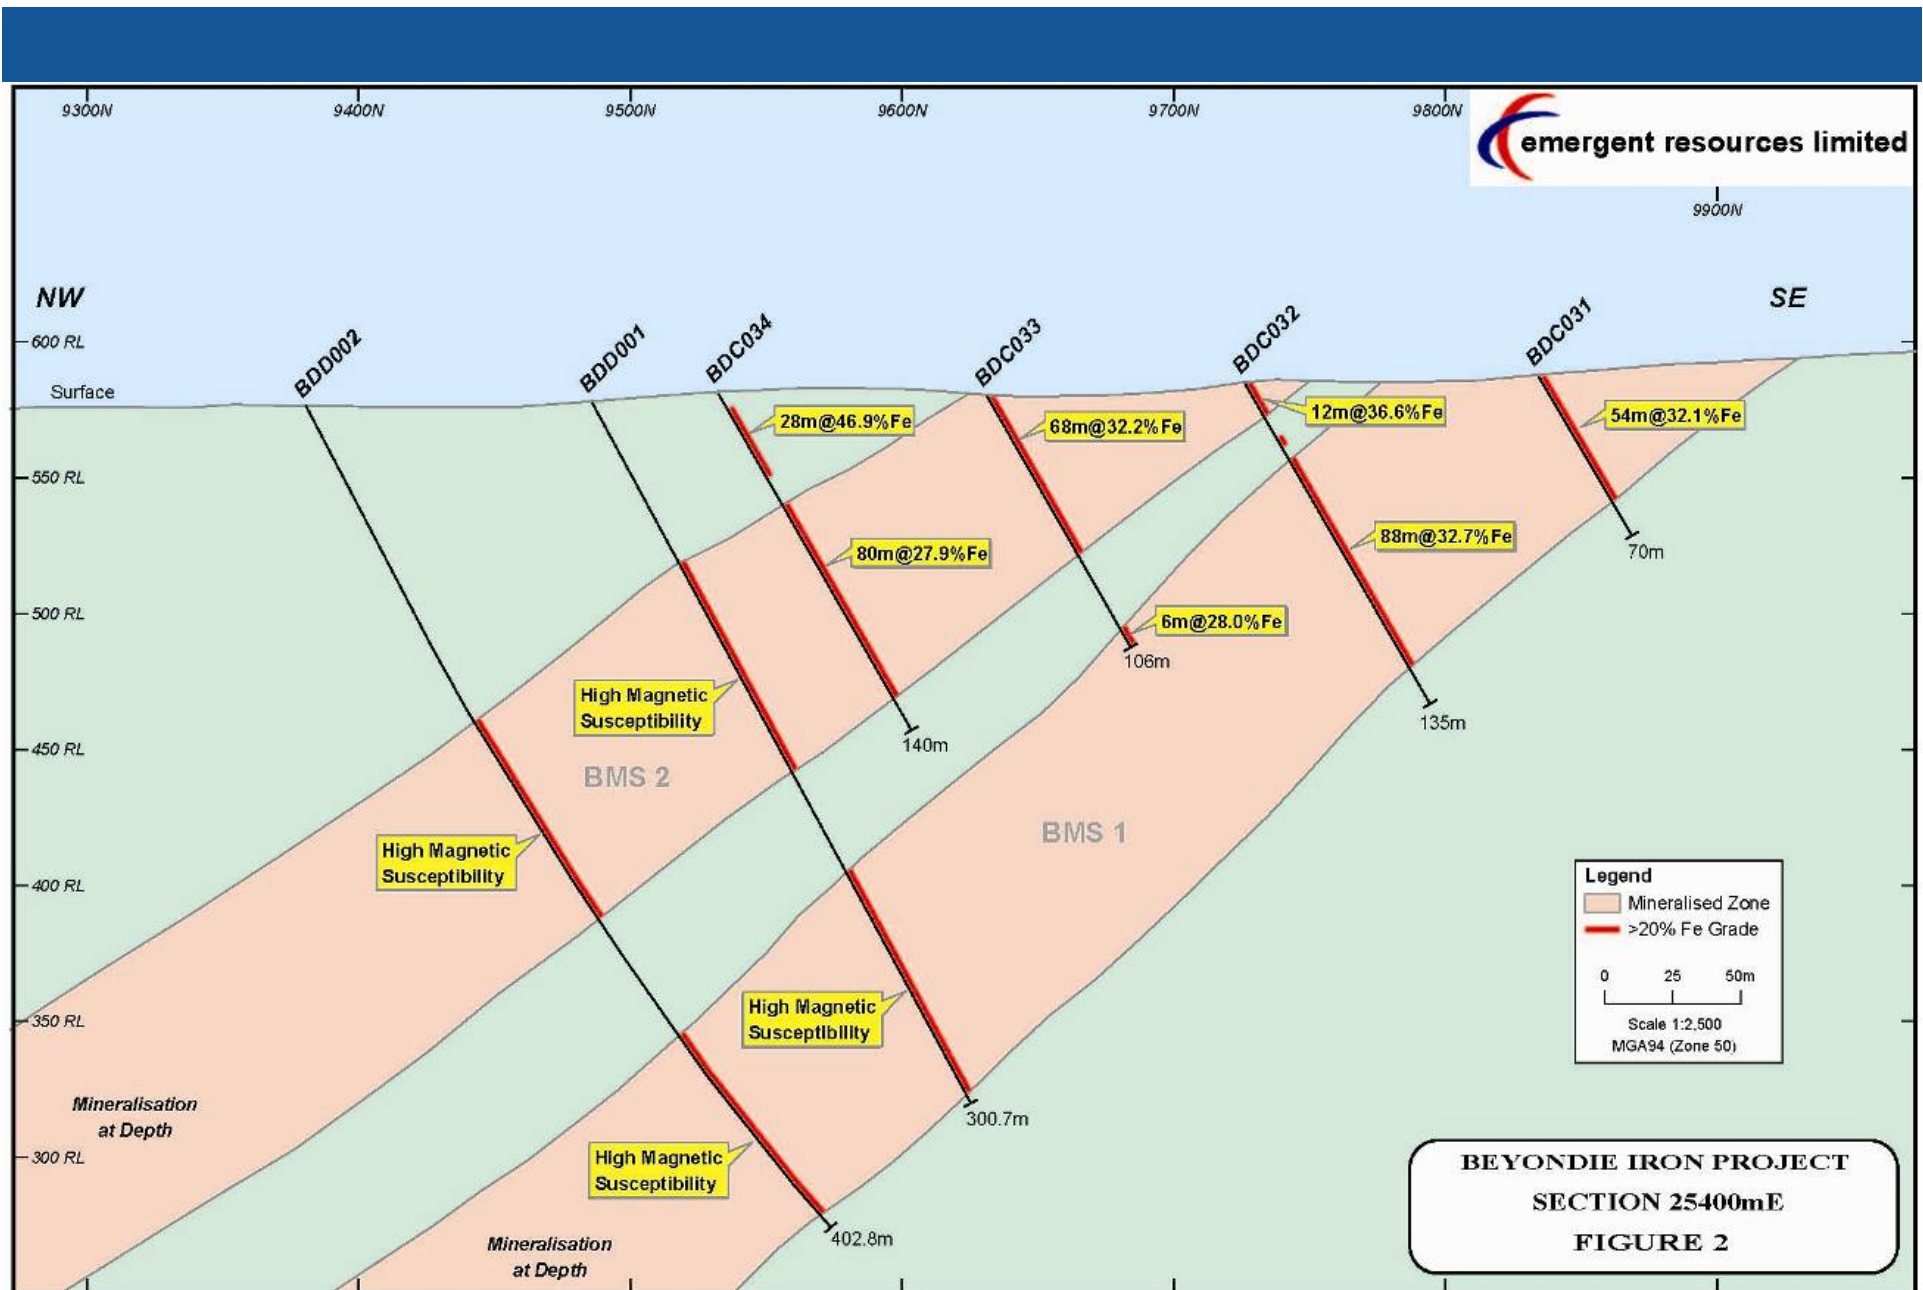 9300N 9400N 9500N 9600N 9700N 9800N
emergent resources limited
9900N
NW
SE
600 RL
BDD002
BDD001
BDC034
BDC033
BDC032
BDC031
Surface
28m@46.9%Fe
68m@32.2%Fe
12m@36.6%Fe
54m@32.1%Fe
550 RL
80m@27.9%Fe
88m@32.7%Fe
70m
500 RL
6m@28.0%Fe
106m
High Magnetic
Susceptibility
135m
140m
450 RL
BMS 2
BMS 1
High Magnetic
Susceptibility
400 RL
Legend
Mineralised Zone
>20% Fe Grade
0 25 50m
Scale 1:2,500
MGA94 (Zone 50)
High Magnetic
Susceptibility
350 RL
Mineralisation
at Depth
300.7m
300 RL
High Magnetic
Susceptibility
402.8m
Mineralisation
at Depth
BEYONDIE IRON PROJECT
SECTION 25400mE
FIGURE 2